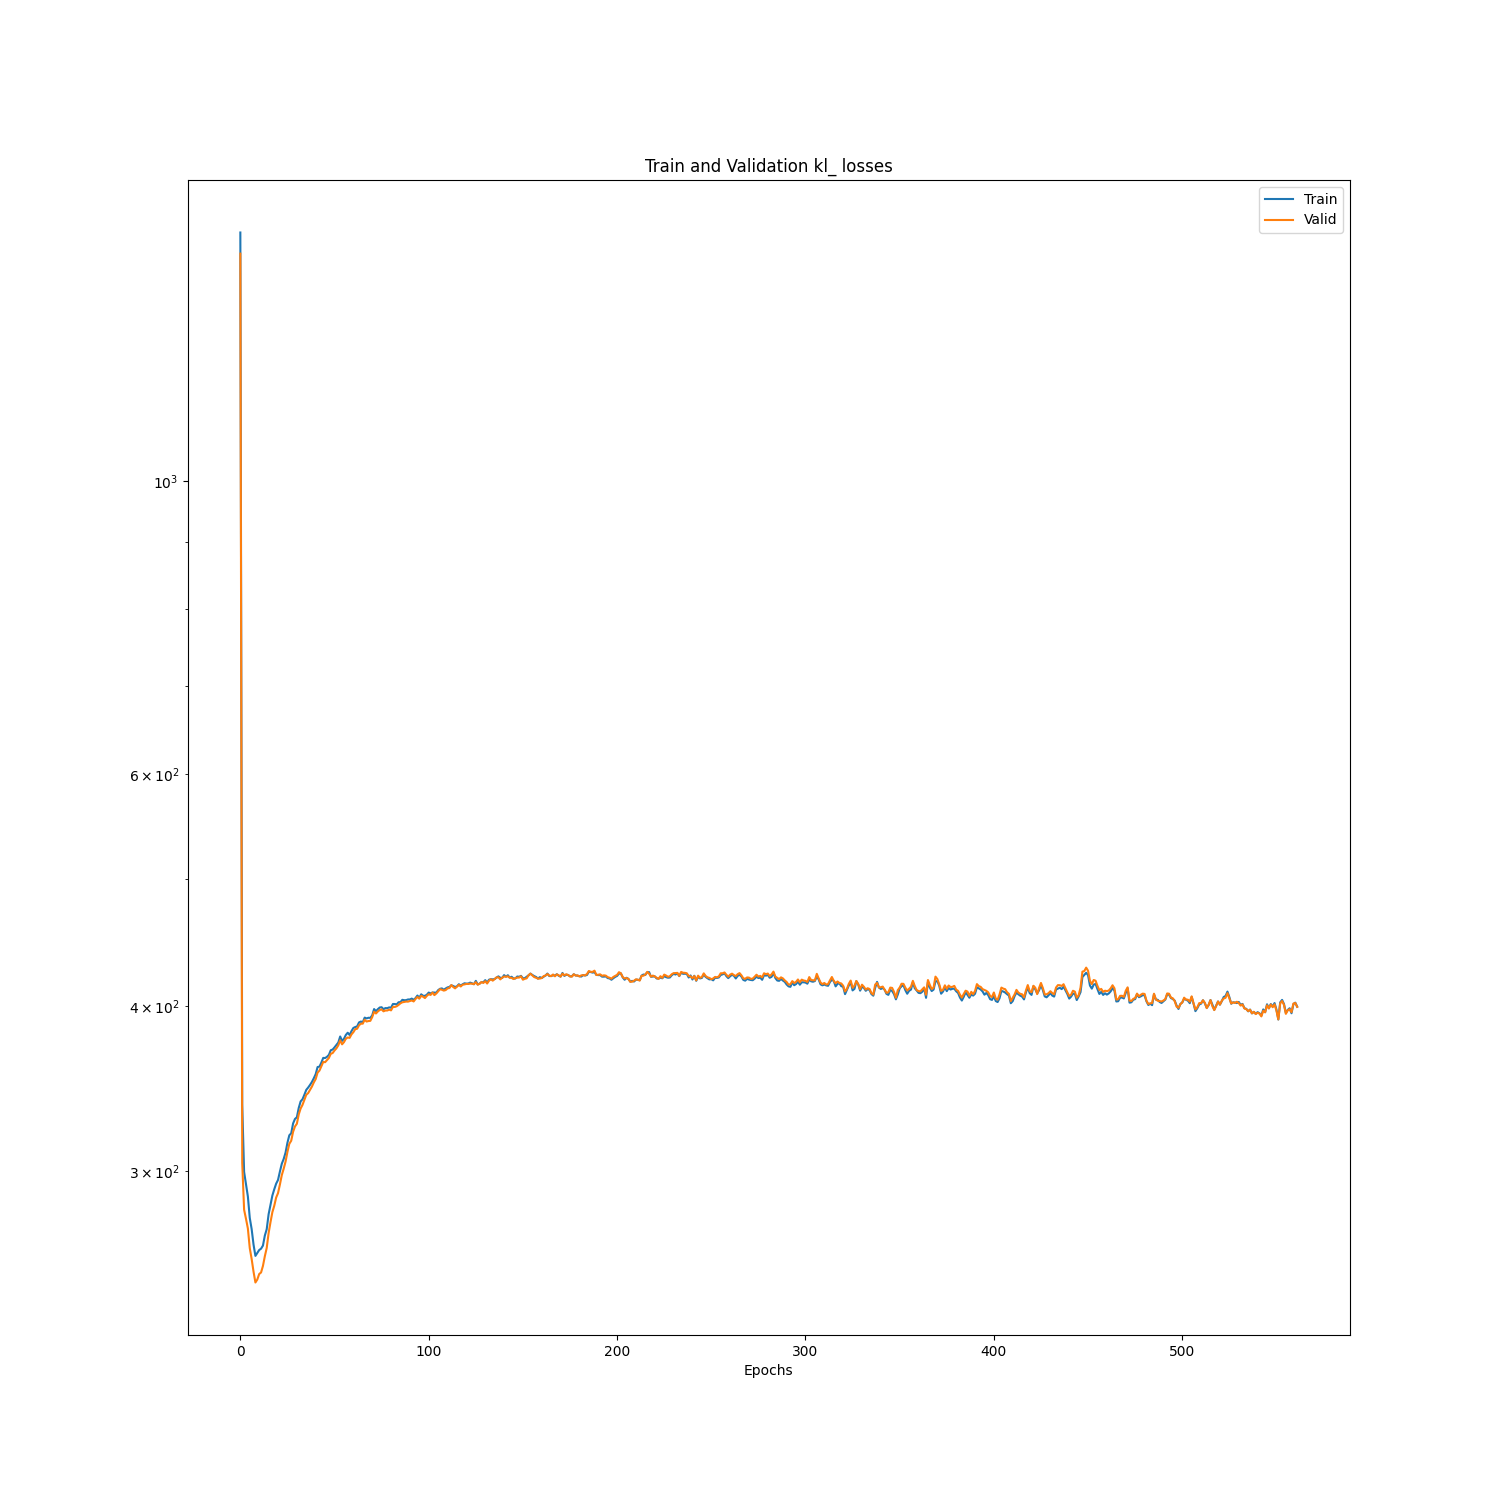 Train and Validation kl_ losses
Train
Valid
10³
6 × 10²
4 × 10²
3 × 10²
0 100 200 300 400 500
Epochs